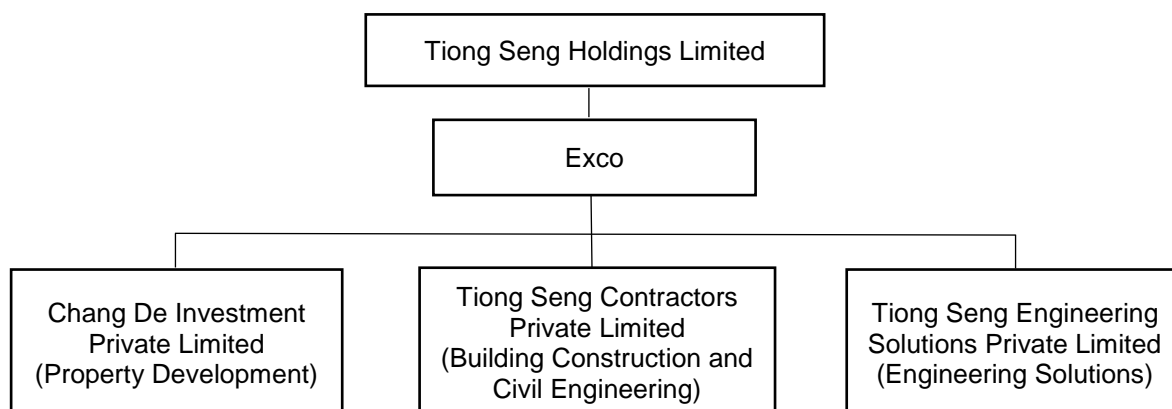 Tiong Seng Holdings Limited
Exco
Chang De Investment
Private Limited
(Property Development)
Tiong Seng Contractors
Private Limited
(Building Construction and
Civil Engineering)
Tiong Seng Engineering
Solutions Private Limited
(Engineering Solutions)